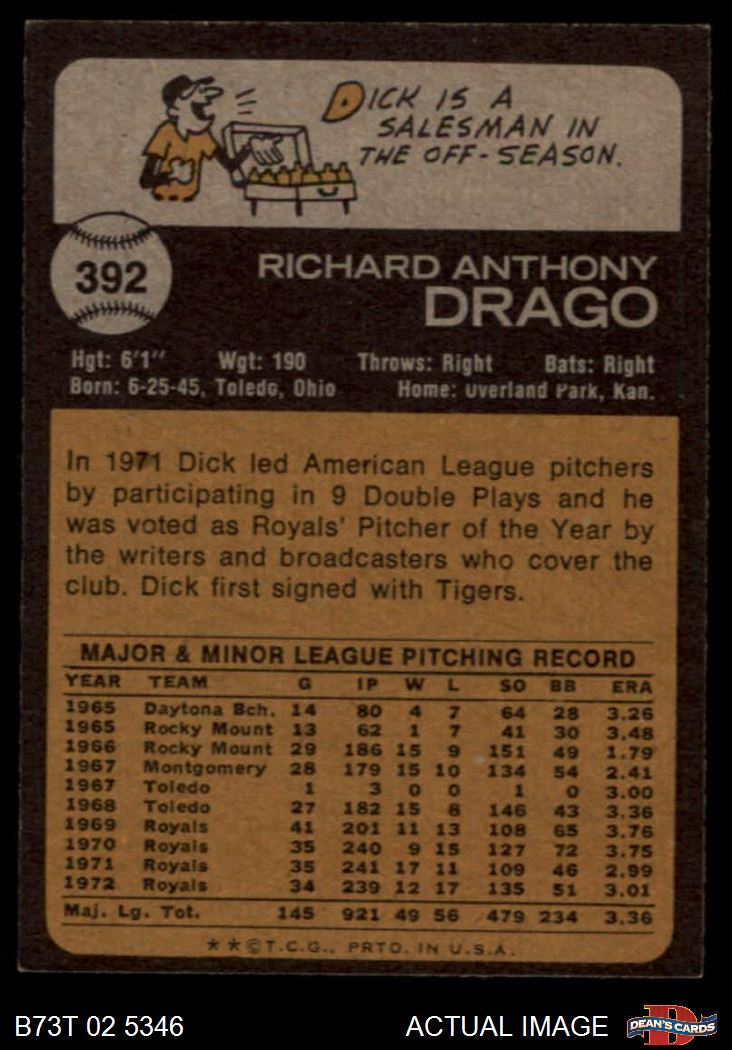 DICK IS A
SALESMAN IN
THE OFF-SEASON.
392
RICHARD ANTHONY
DRAGO
Hgt: 6'1" Wgt: 190 Throws: Right Bats: Right
Born: 6-25-45, Toledo, Ohio Home: Overland Park, Kan.
In 1971 Dick led American League pitchers
by participating in 9 Double Plays and he
was voted as Royals' Pitcher of the Year by
the writers and broadcasters who cover the
club. Dick first signed with Tigers.
MAJOR & MINOR LEAGUE PITCHING RECORD
YEAR TEAM G IP W L SO BB ERA
1965 Daytona Bch. 14 80 4 7 64 28 3.26
1965 Rocky Mount 13 62 1 7 41 30 3.48
1966 Rocky Mount 29 186 15 9 151 49 1.79
1967 Montgomery 28 179 15 10 134 54 2.41
1967 Toledo 1 3 0 0 1 0 3.00
1968 Toledo 27 182 15 8 146 43 3.36
1969 Royals 41 201 11 13 108 65 3.76
1970 Royals 35 240 9 15 127 72 3.75
1971 Royals 35 241 17 11 109 46 2.99
1972 Royals 34 239 12 17 135 51 3.01
Maj. Lg. Tot. 145 921 49 56 479 234 3.36
**©T.C.G., PRTD. IN U.S.A.
B73T 02 5346 ACTUAL IMAGE DEAN'S CARDS